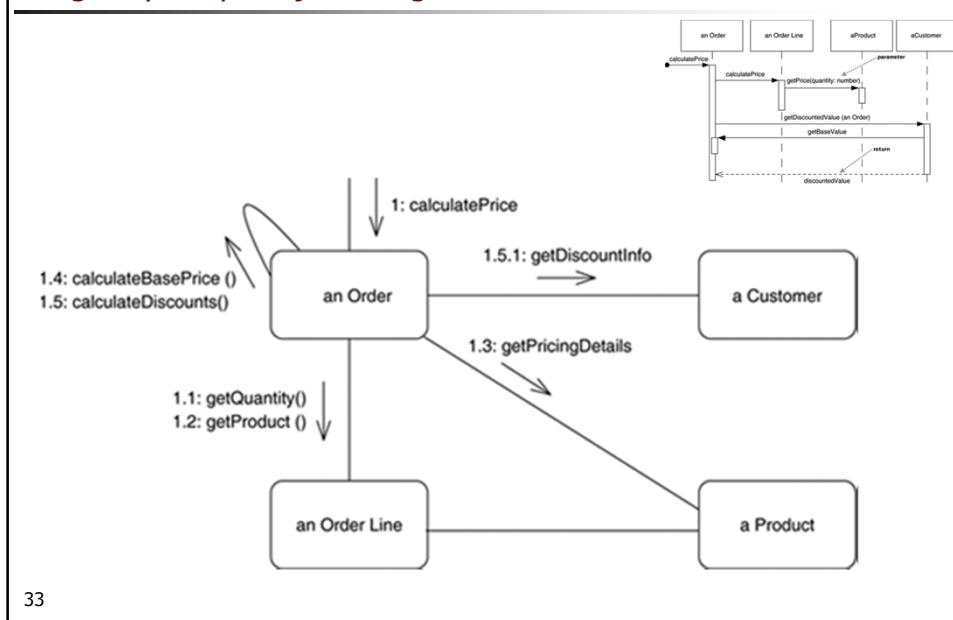 an Order
an Order Line
aProduct
aCustomer
calculatePrice
parameter
calculatePrice
getPrice(quantity: number)
getDiscountedValue (an Order)
getBaseValue
return
discountedValue
1: calculatePrice
1.5.1: getDiscountInfo
1.4: calculateBasePrice ()
1.5: calculateDiscounts()
an Order
a Customer
1.3: getPricingDetails
1.1: getQuantity()
1.2: getProduct ()
an Order Line
a Product
33